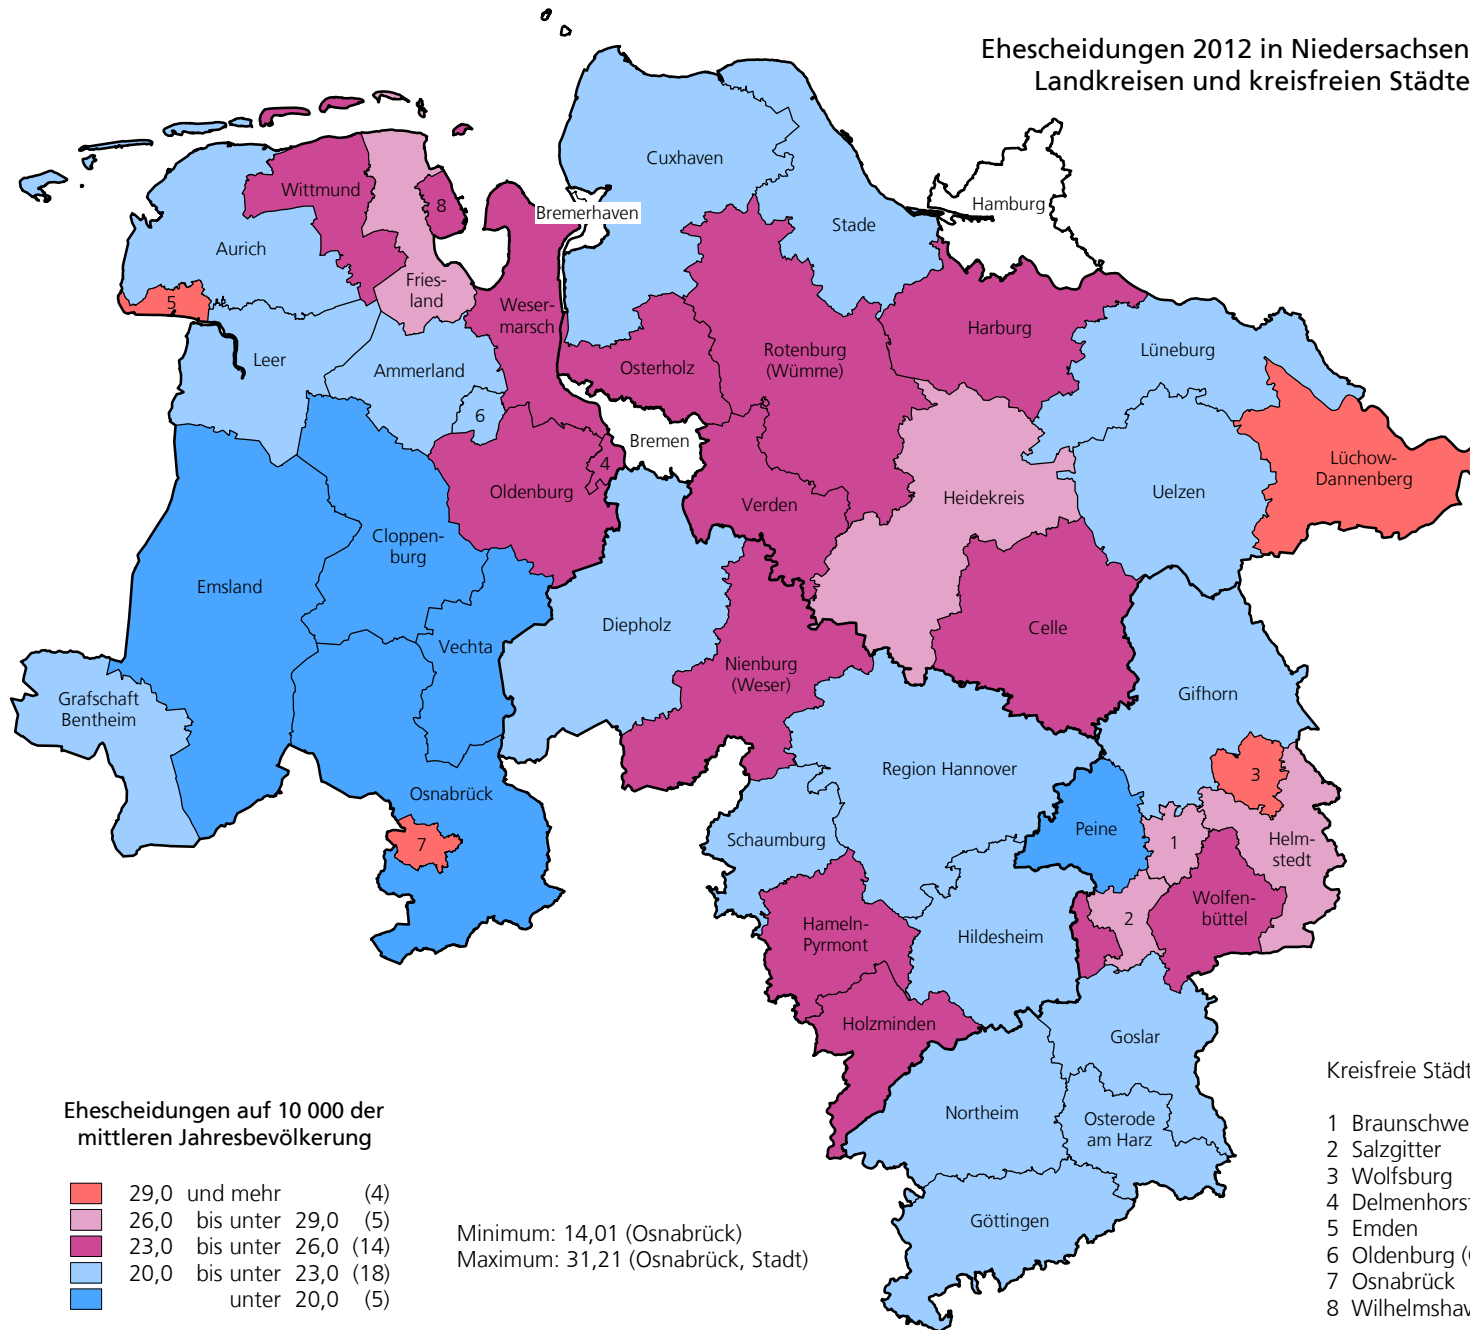 Ehescheidungen 2012 in Niedersachsen
Landkreisen und kreisfreien Städte
Cuxhaven
Wittmund
8
Bremerhaven
Hamburg
Stade
Aurich
Fries-
land
5
Weser-
marsch
Harburg
Leer
Ammerland
Osterholz
Rotenburg
(Wümme)
Lüneburg
6
Bremen
4
Oldenburg
Verden
Heidekreis
Uelzen
Lüchow-
Dannenberg
Cloppen-
burg
Emsland
Diepholz
Celle
Vechta
Nienburg
(Weser)
Grafschaft
Bentheim
Gifhorn
Region Hannover
3
Osnabrück
Schaumburg
Peine
1
Helm-
stedt
7
Wolfen-
büttel
Hameln-
Pyrmont
Hildesheim
2
Holzminden
Goslar
Northeim
Osterode
am Harz
Göttingen
Ehescheidungen auf 10 000 der
mittleren Jahresbevölkerung
29,0 und mehr (4)
26,0 bis unter 29,0 (5)
23,0 bis unter 26,0 (14)
20,0 bis unter 23,0 (18)
unter 20,0 (5)
Minimum: 14,01 (Osnabrück)
Maximum: 31,21 (Osnabrück, Stadt)
Kreisfreie Städt
1 Braunschwe
2 Salzgitter
3 Wolfsburg
4 Delmenhorst
5 Emden
6 Oldenburg (
7 Osnabrück
8 Wilhelmshav